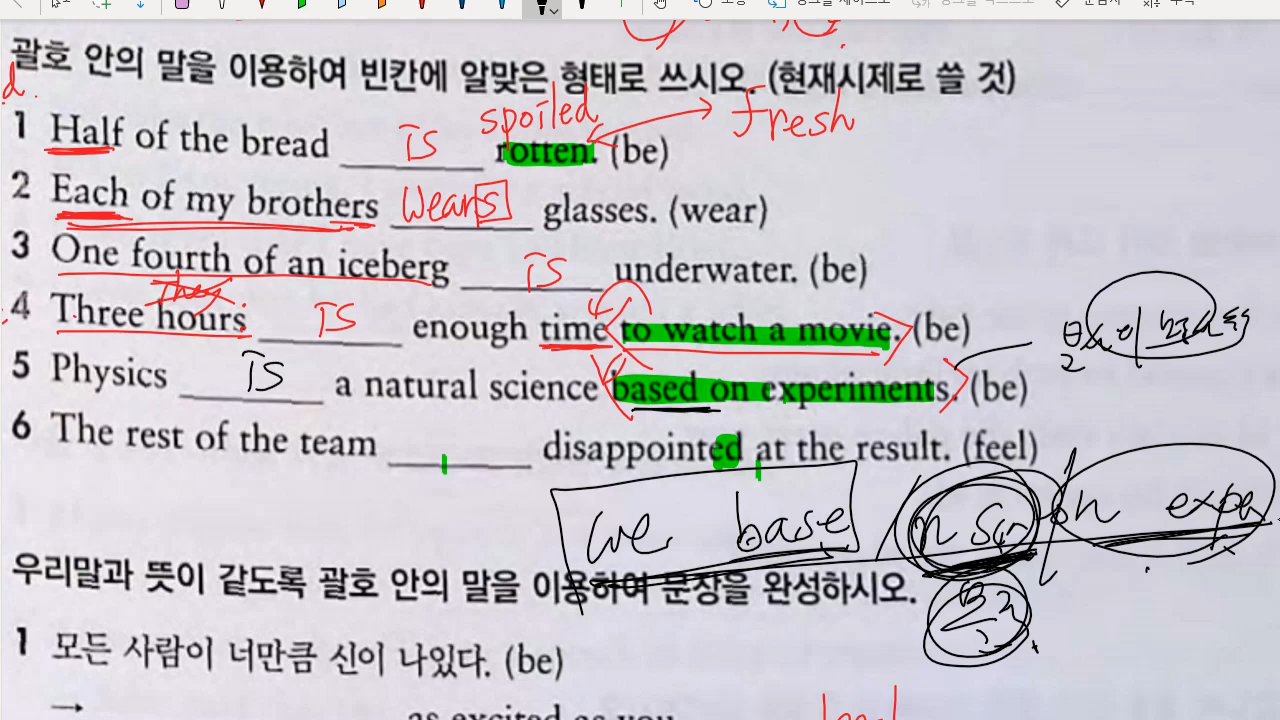 괄호 안의 말을 이용하여 빈칸에 알맞은 형태로 쓰시오. (현재시제로 쓸 것)
d.
spoiled fresh
1 Half of the bread is rotten. (be)
2 Each of my brothers wears glasses. (wear)
3 One fourth of an iceberg is underwater. (be)
They
4 Three hours is enough time to watch a movie. (be)
5 Physics is a natural science based on experiments. (be)
6 The rest of the team ______ disappointed at the result. (feel)
we base on expe
우리말과 뜻이 같도록 괄호 안의 말을 이용하여 문장을 완성하시오.
1 모든 사람이 너만큼 신이 나있다. (be)
→ ______ as excited as you